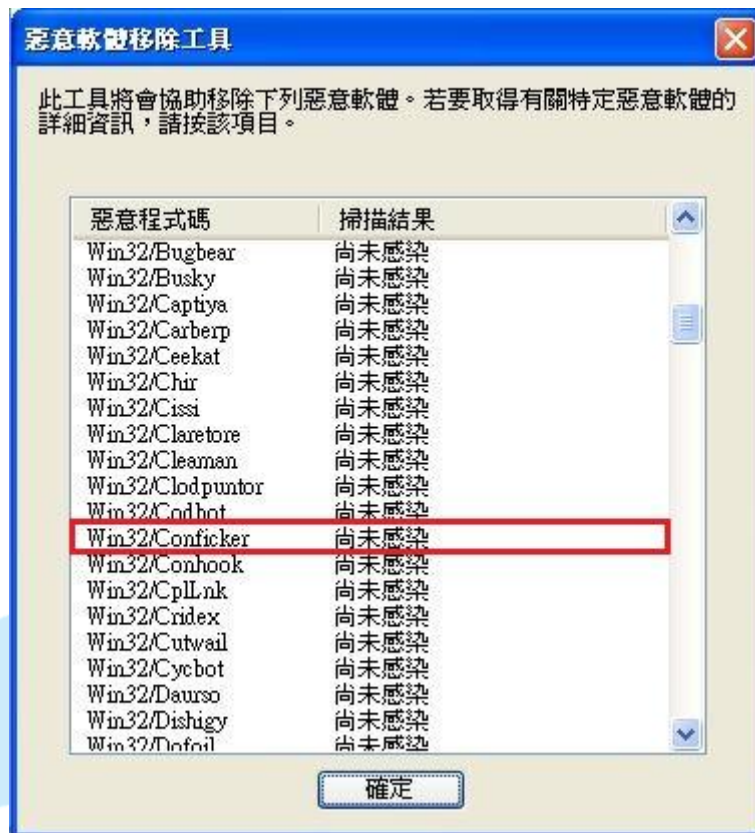 惡意軟體移除工具
此工具將會協助移除下列惡意軟體。若要取得有關特定惡意軟體的
詳細資訊，請按該項目。
惡意程式碼 掃描結果
Win32/Bugbear 尚未感染
Win32/Busky 尚未感染
Win32/Captiya 尚未感染
Win32/Carberp 尚未感染
Win32/Ceekat 尚未感染
Win32/Chir 尚未感染
Win32/Cissi 尚未感染
Win32/Claretore 尚未感染
Win32/Cleaman 尚未感染
Win32/Clodpuntor 尚未感染
Win32/Codbot 尚未感染
Win32/Conficker 尚未感染
Win32/Conhook 尚未感染
Win32/CplLnk 尚未感染
Win32/Cridex 尚未感染
Win32/Cutwail 尚未感染
Win32/Cycbot 尚未感染
Win32/Daurso 尚未感染
Win32/Dishigy 尚未感染
Win32/Dofoil 尚未感染
確定